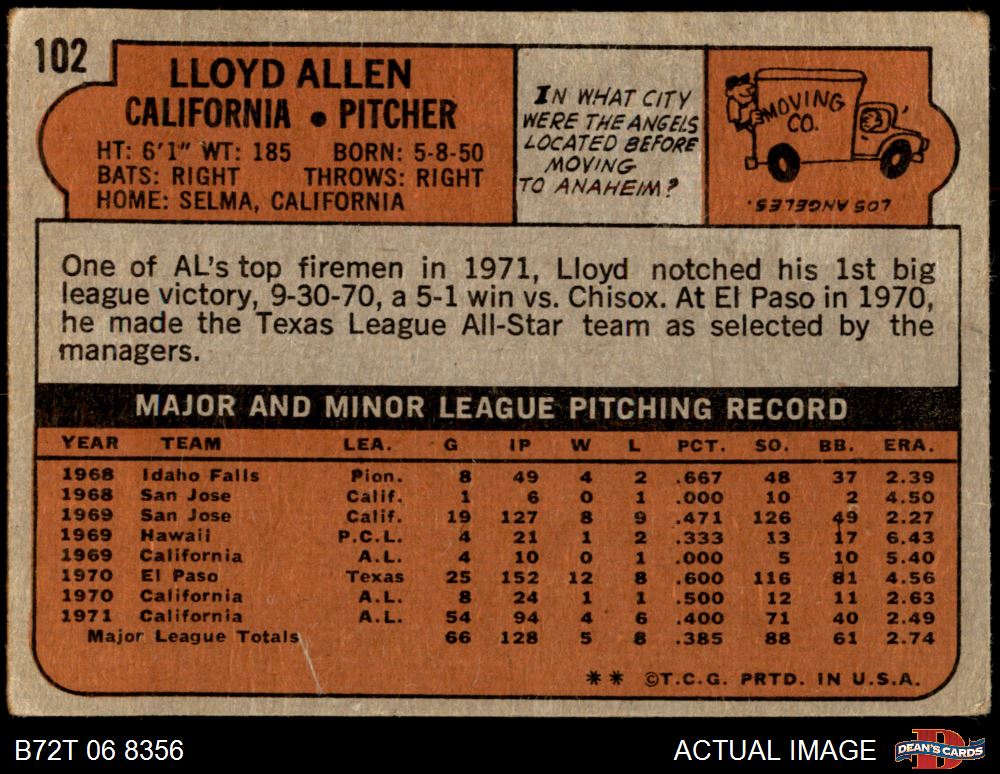 102
LLOYD ALLEN
CALIFORNIA • PITCHER
HT: 6'1" WT: 185 BORN: 5-8-50
BATS: RIGHT THROWS: RIGHT
HOME: SELMA, CALIFORNIA
IN WHAT CITY
WERE THE ANGELS
LOCATED BEFORE
MOVING
TO ANAHEIM?
MOVING
CO.
LOS ANGELES.
One of AL's top firemen in 1971, Lloyd notched his 1st big
league victory, 9-30-70, a 5-1 win vs. Chisox. At El Paso in 1970,
he made the Texas League All-Star team as selected by the
managers.
MAJOR AND MINOR LEAGUE PITCHING RECORD
YEAR TEAM LEA. G IP W L PCT. SO. BB. ERA.
1968 Idaho Falls Pion. 8 49 4 2 .667 48 37 2.39
1968 San Jose Calif. 1 6 0 1 .000 10 2 4.50
1969 San Jose Calif. 19 127 8 9 .471 126 49 2.27
1969 Hawaii P.C.L. 4 21 1 2 .333 13 17 6.43
1969 California A.L. 4 10 0 1 .000 5 10 5.40
1970 El Paso Texas 25 152 12 8 .600 116 81 4.56
1970 California A.L. 8 24 1 1 .500 12 11 2.63
1971 California A.L. 54 94 4 6 .400 71 40 2.49
Major League Totals 66 128 5 8 .385 88 61 2.74
** ©T.C.G. PRTD. IN U.S.A.
B72T 06 8356
ACTUAL IMAGE
DEAN'S CARDS